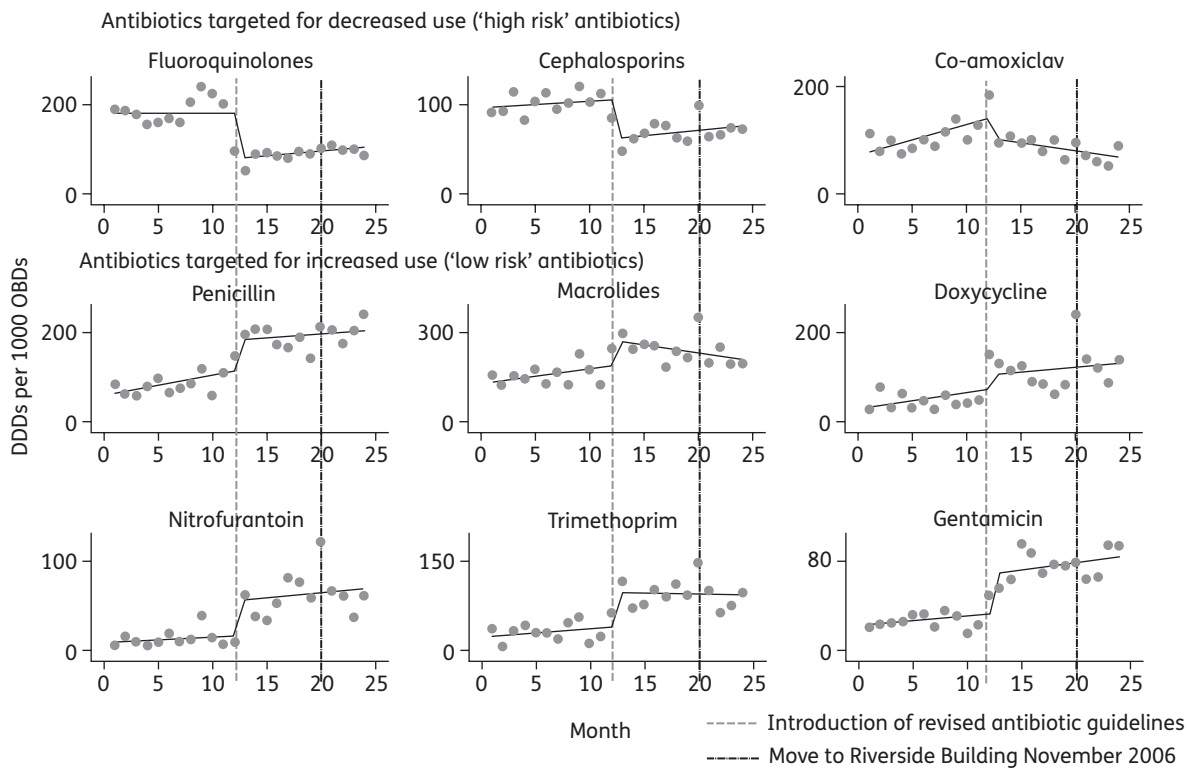 Antibiotics targeted for decreased use (‘high risk’ antibiotics)
Fluoroquinolones Cephalosporins Co-amoxiclav
200 100 200
0 0 0
0 5 10 15 20 25 0 5 10 15 20 25 0 5 10 15 20 25
Antibiotics targeted for increased use (‘low risk’ antibiotics)
Penicillin Macrolides Doxycycline
200 300 200
0 0 0
0 5 10 15 20 25 0 5 10 15 20 25 0 5 10 15 20 25
DDDs per 1000 OBDs
Nitrofurantoin Trimethoprim Gentamicin
100 150 80
0 0 0
0 5 10 15 20 25 0 5 10 15 20 25 0 5 10 15 20 25
Month
Introduction of revised antibiotic guidelines
Move to Riverside Building November 2006